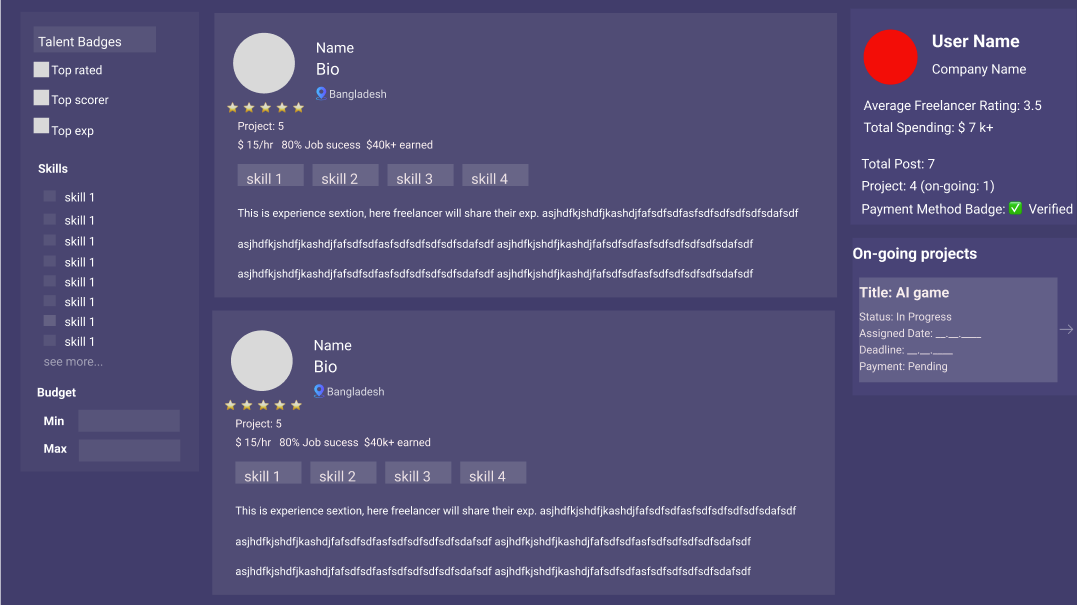 Talent Badges
Top rated
Top scorer
Top exp
Skills
skill 1
skill 1
skill 1
skill 1
skill 1
skill 1
skill 1
skill 1
see more...
Budget
Min
Max
Name
Bio
Bangladesh
Project: 5
$ 15/hr 80% Job sucess $40k+ earned
skill 1 skill 2 skill 3 skill 4
This is experience sextion, here freelancer will share their exp. asjhdfkjshdfjkashdjfafsdfsdfasfsdfsdfsdfsdfsdafsdf
asjhdfkjshdfjkashdjfafsdfsdfasfsdfsdfsdfsdfsdafsdf asjhdfkjshdfjkashdjfafsdfsdfasfsdfsdfsdfsdfsdafsdf
asjhdfkjshdfjkashdjfafsdfsdfasfsdfsdfsdfsdfsdafsdf asjhdfkjshdfjkashdjfafsdfsdfasfsdfsdfsdfsdfsdafsdf
Name
Bio
Bangladesh
Project: 5
$ 15/hr 80% Job sucess $40k+ earned
skill 1 skill 2 skill 3 skill 4
This is experience sextion, here freelancer will share their exp. asjhdfkjshdfjkashdjfafsdfsdfasfsdfsdfsdfsdfsdafsdf
asjhdfkjshdfjkashdjfafsdfsdfasfsdfsdfsdfsdfsdafsdf asjhdfkjshdfjkashdjfafsdfsdfasfsdfsdfsdfsdfsdafsdf
asjhdfkjshdfjkashdjfafsdfsdfasfsdfsdfsdfsdfsdafsdf asjhdfkjshdfjkashdjfafsdfsdfasfsdfsdfsdfsdfsdafsdf
User Name
Company Name
Average Freelancer Rating: 3.5
Total Spending: $ 7 k+
Total Post: 7
Project: 4 (on-going: 1)
Payment Method Badge: ✅ Verified
On-going projects
Title: AI game
Status: In Progress
Assigned Date: __.__.____
Deadline: __.__.____
Payment: Pending